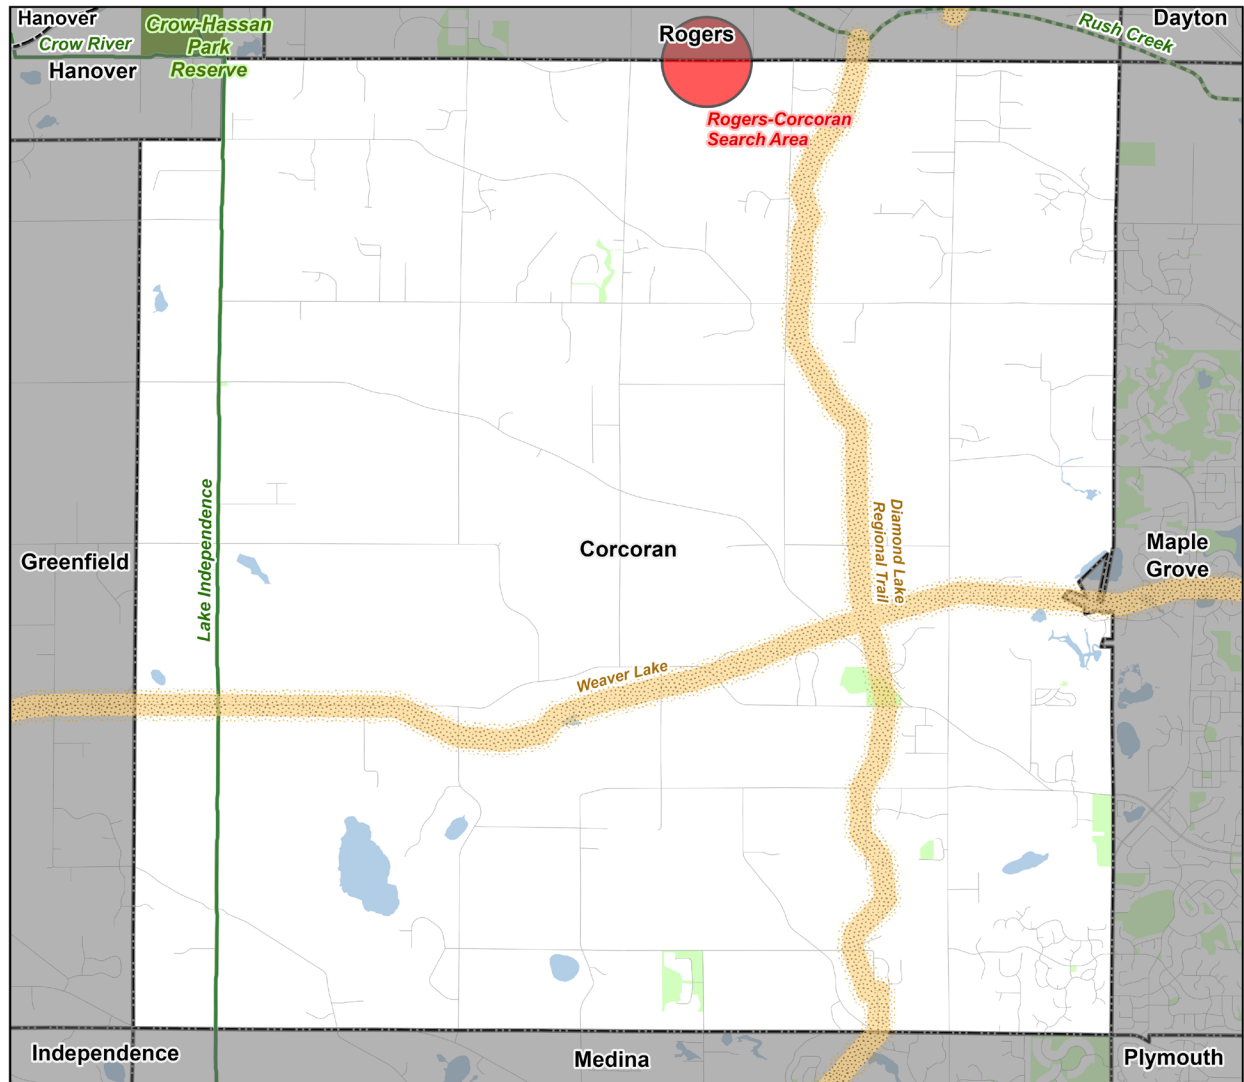 Hanover
Crow River
Crow-Hassan
Park
Reserve
Hanover
Rogers
Dayton
Rush Creek
Rogers-Corcoran
Search Area
Greenfield
Lake Independence
Corcoran
Diamond Lake
Regional Trail
Maple
Grove
Weaver Lake
Independence
Medina
Plymouth